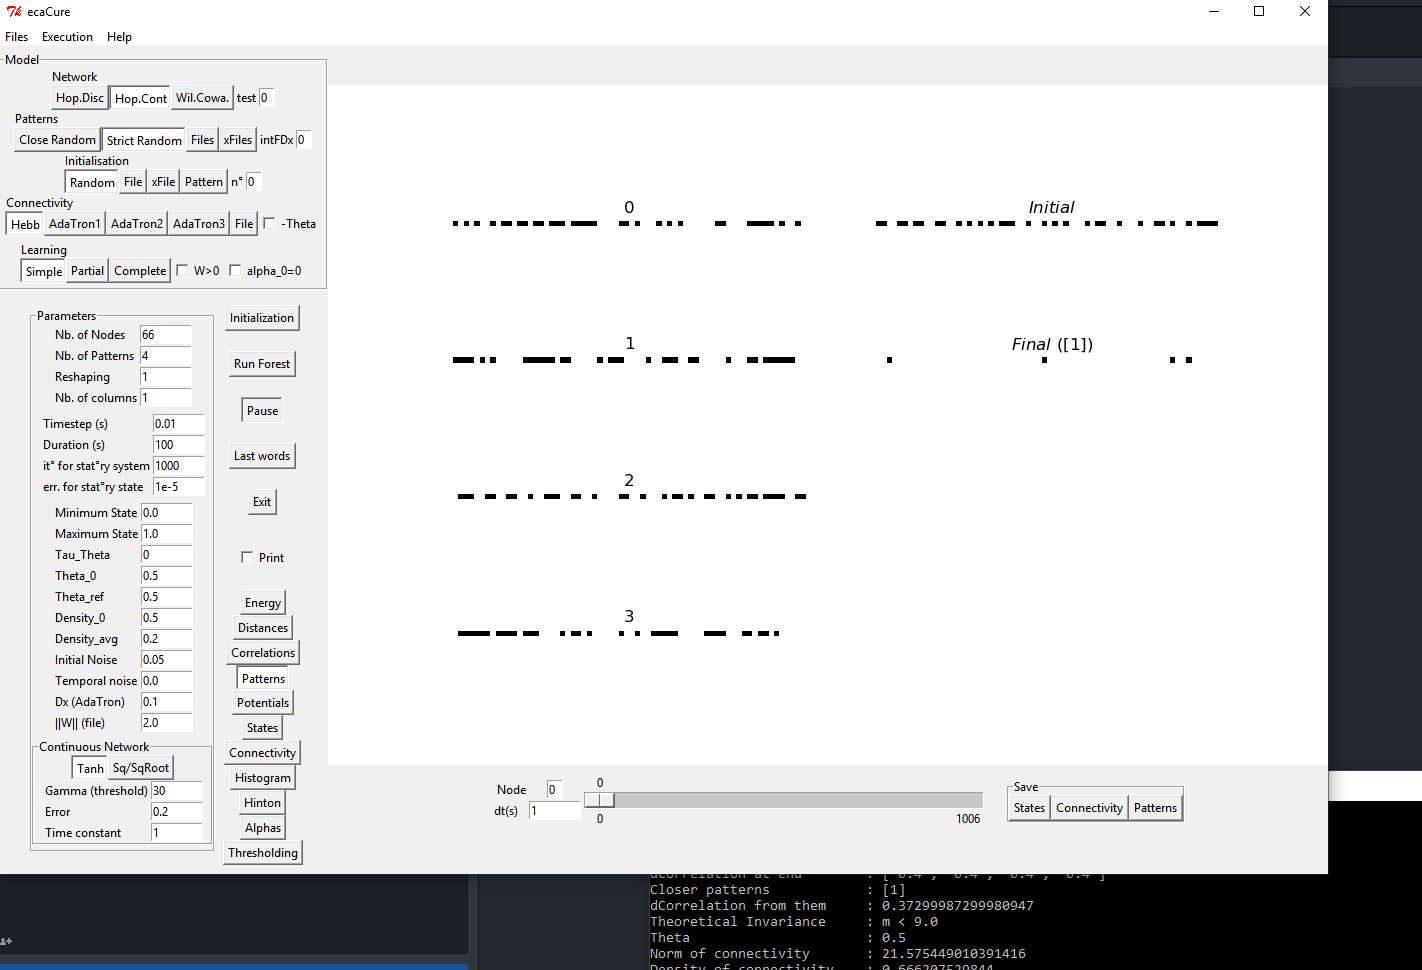 ecaCure
Files Execution Help
Model
Network
Hop.Disc Hop.Cont Wil.Cowa. test 0
Patterns
Close Random Strict Random Files xFiles intFDx 0
Initialisation
Random File xFile Pattern n° 0
Connectivity
Hebb AdaTron1 AdaTron2 AdaTron3 File -Theta
Learning
Simple Partial Complete W>0 alpha_0=0
Parameters
Nb. of Nodes 66
Nb. of Patterns 4
Reshaping 1
Nb. of columns 1
Timestep (s) 0.01
Duration (s) 100
it° for stat°ry system 1000
err. for stat°ry state 1e-5
Minimum State 0.0
Maximum State 1.0
Tau_Theta 0
Theta_0 0.5
Theta_ref 0.5
Density_0 0.5
Density_avg 0.2
Initial Noise 0.05
Temporal noise 0.0
Dx (AdaTron) 0.1
||W|| (file) 2.0
Continuous Network
Tanh Sq/SqRoot
Gamma (threshold) 30
Error 0.2
Time constant 1
Initialization
Run Forest
Pause
Last words
Exit
Print
Energy
Distances
Correlations
Patterns
Potentials
States
Connectivity
Histogram
Hinton
Alphas
Thresholding
0
Initial
1
Final ([1])
2
3
Node 0
dt(s) 1
0
0 1006
Save
States Connectivity Patterns
Closer patterns : [1]
dCorrelation from them : 0.37299987299980947
Theoretical Invariance : m < 9.0
Theta : 0.5
Norm of connectivity : 21.575449010391416
Density of connectivity : 0.666207529844